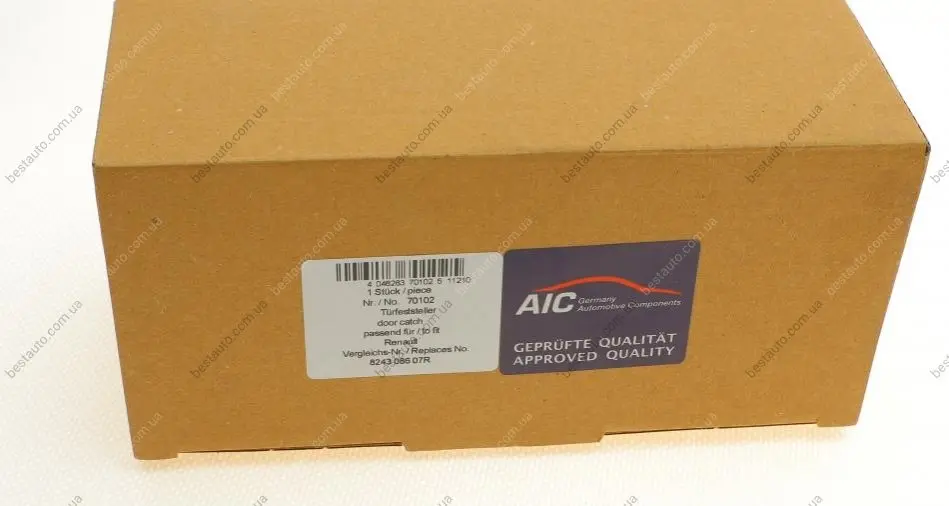 4 046283 70102 5 11210
1 Stück / piece
Nr. / No. 70102
Türfeststeller
door catch
passend für / to fit
Renault
Vergleichs-Nr. / Replaces No.
8243 086 07R
AIC Germany
Automotive Components
GEPRÜFTE QUALITÄT
APPROVED QUALITY
bestauto.com.ua